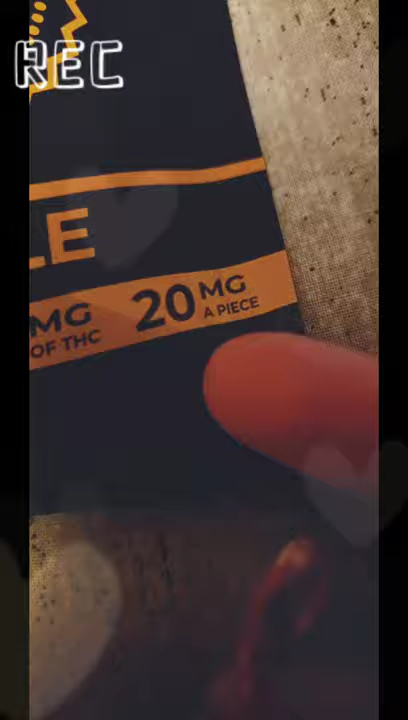 REC
LE
MG
OF THC
20 MG
A PIECE